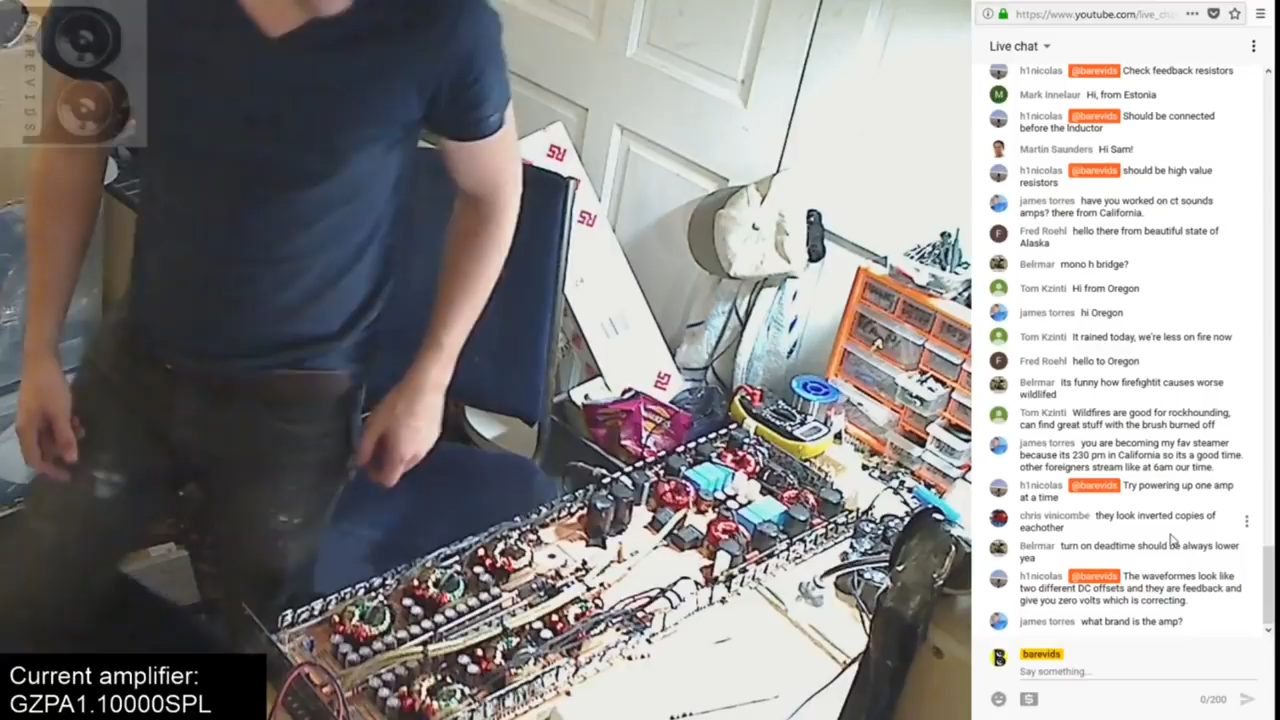 BAREVIDS
RS
RS
RS
Current amplifier:
GZPA1.10000SPL
https://www.youtube.com/live_cha
Live chat
h1nicolas @barevids Check feedback resistors
M
Mark Innelaur Hi, from Estonia
h1nicolas @barevids Should be connected
before the Inductor
Martin Saunders Hi Sam!
h1nicolas @barevids should be high value
resistors
james torres have you worked on ct sounds
amps? there from California.
F
Fred Roehl hello there from beautiful state of
Alaska
Belrmar mono h bridge?
Tom Kzinti Hi from Oregon
james torres hi Oregon
Tom Kzinti It rained today, we're less on fire now
F
Fred Roehl hello to Oregon
Belrmar its funny how firefightit causes worse
wildlifed
Tom Kzinti Wildfires are good for rockhounding,
can find great stuff with the brush burned off
james torres you are becoming my fav steamer
because its 230 pm in California so its a good time.
other foreigners stream like at 6am our time.
h1nicolas @barevids Try powering up one amp
at a time
chris vinicombe they look inverted copies of
eachother
Belrmar turn on deadtime should be always lower
yea
h1nicolas @barevids The waveformes look like
two different DC offsets and they are feedback and
give you zero volts which is correcting.
james torres what brand is the amp?
barevids
Say something...
0/200